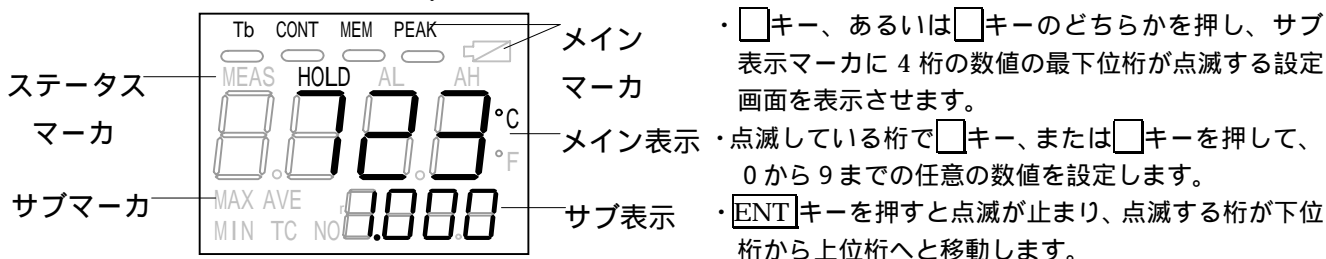 Tb CONT MEM PEAK
MEAS HOLD AL AH
723 °C
°F
MAX AVE
MIN TC NO 1.000
ステータス
マーカ
サブマーカ
メイン
マーカ
メイン表示
サブ表示
・□キー、あるいは□キーのどちらかを押し、サブ
表示マーカに 4 桁の数値の最下位桁が点滅する設定
画面を表示させます。
・点滅している桁で□キー、または□キーを押して、
0 から 9 までの任意の数値を設定します。
・ENTキーを押すと点滅が止まり、点滅する桁が下位
桁から上位桁へと移動します。